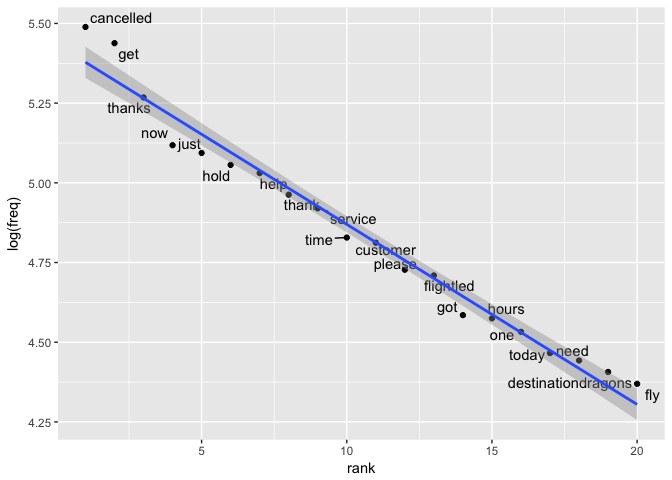 5.50
5.25
5.00
4.75
4.50
4.25
log(freq)
cancelled
get
thanks
now
just
hold
help
thank
service
time
customer
please
flightled
got
hours
one
today
need
destinationdragons
fly
5
10
15
20
rank